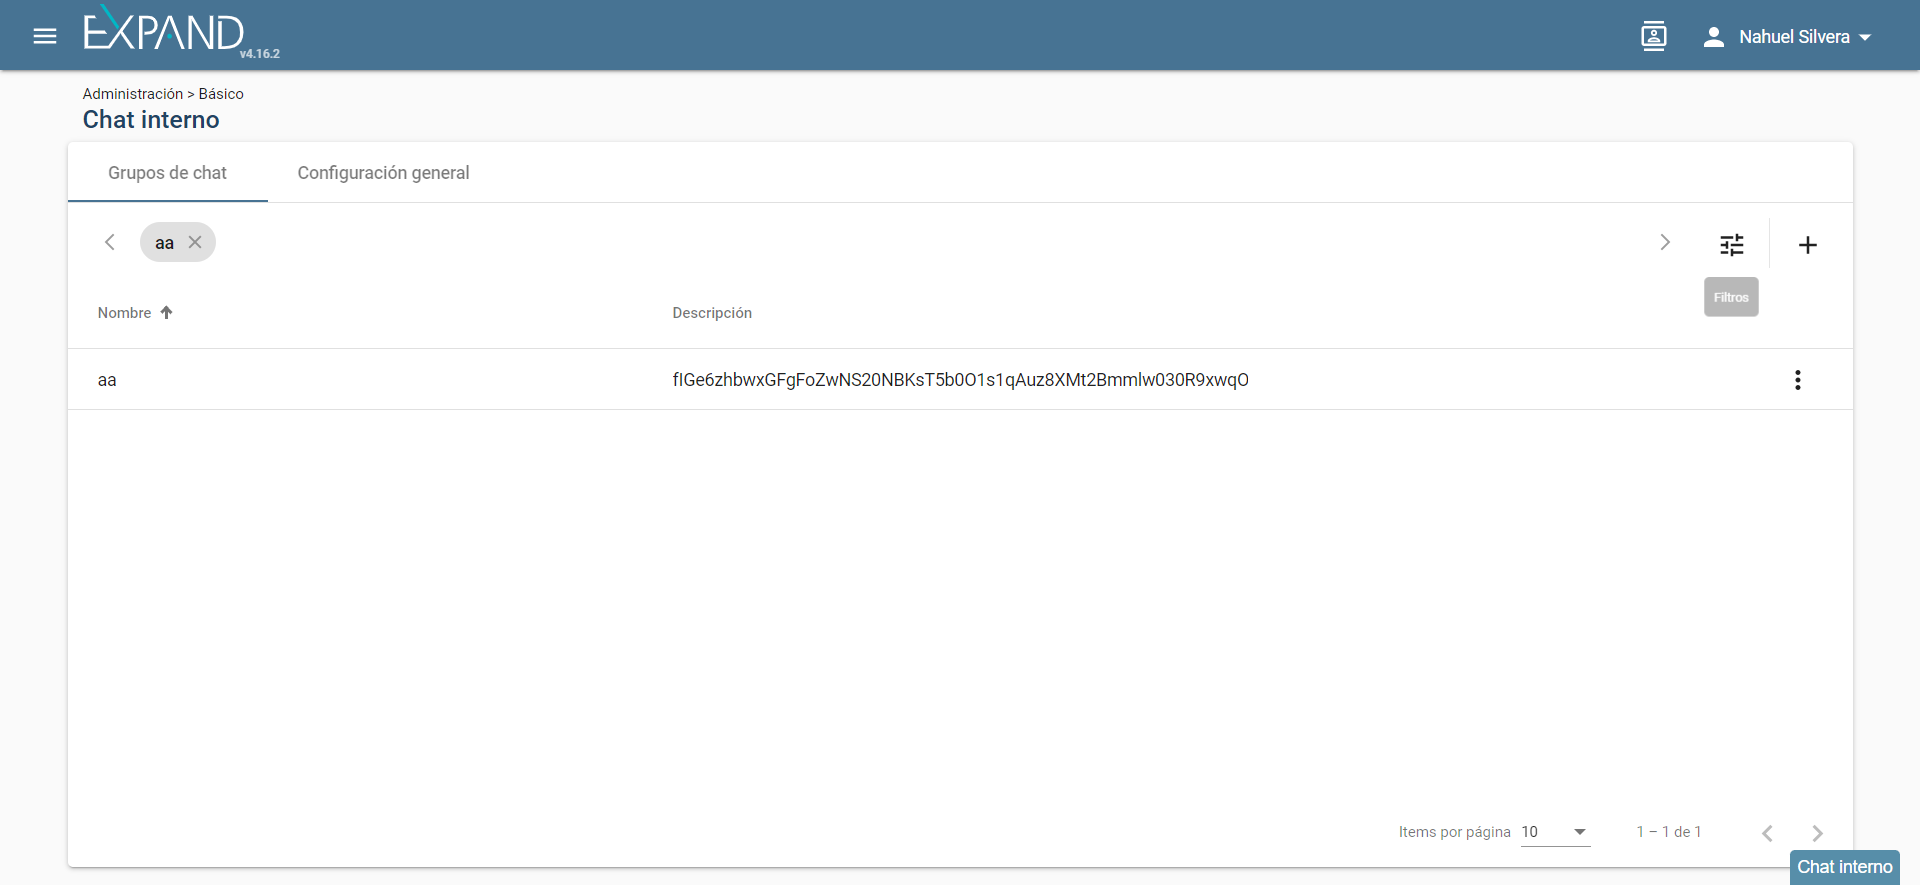 EXPAND
v4.16.2
Nahuel Silvera
Administración > Básico
Chat interno
Grupos de chat
Configuración general
aa
Filtros
Nombre
Descripción
aa
fIGe6zhbwxGFgFoZwNS20NBKsT5b0O1s1qAuz8XMt2Bmmlw030R9xwqO
Items por página 10
1 – 1 de 1
Chat interno